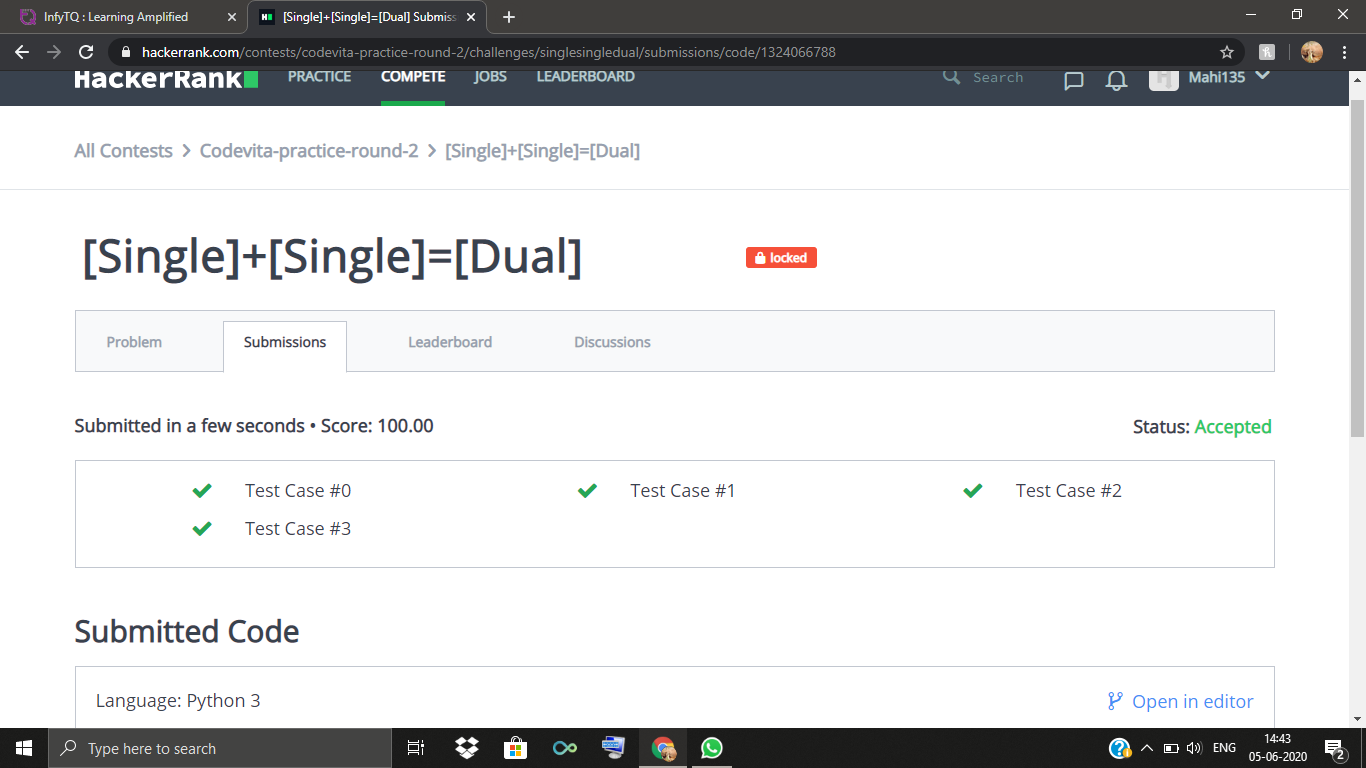 InfyTQ : Learning Amplified
[Single]+[Single]=[Dual] Submiss
hackerrank.com/contests/codevita-practice-round-2/challenges/singlesingledual/submissions/code/1324066788
HackerRank PRACTICE COMPETE JOBS LEADERBOARD Search Mahi135
All Contests > Codevita-practice-round-2 > [Single]+[Single]=[Dual]
[Single]+[Single]=[Dual] locked
Problem Submissions Leaderboard Discussions
Submitted in a few seconds • Score: 100.00 Status: Accepted
Test Case #0 Test Case #1 Test Case #2
Test Case #3
Submitted Code
Language: Python 3 Open in editor
Type here to search ENG 14:43
05-06-2020 2